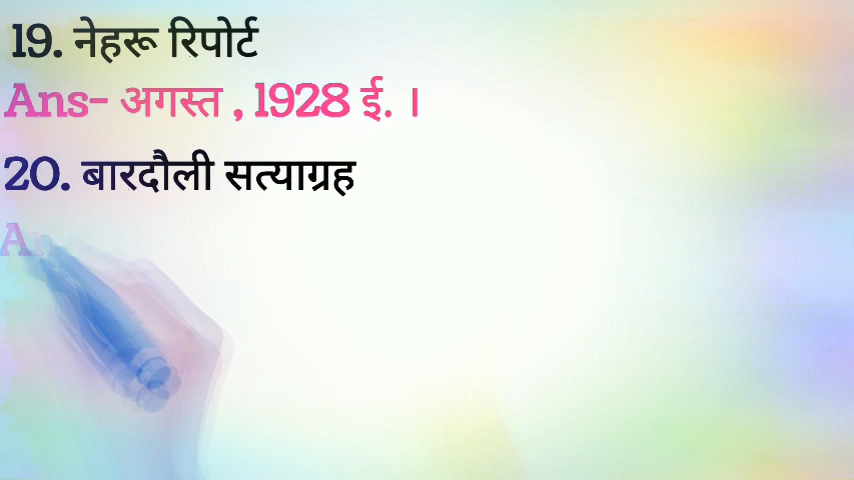 19. नेहरू रिपोर्ट
Ans- अगस्त , 1928 ई. ।
20. बारदौली सत्याग्रह